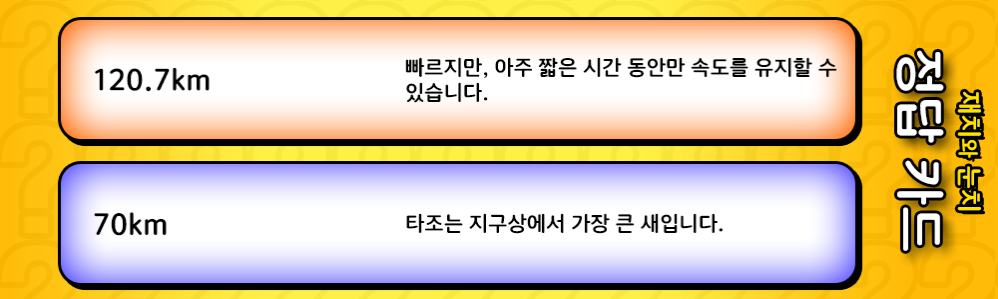 120.7km
빠르지만, 아주 짧은 시간 동안만 속도를 유지할 수
있습니다.
70km
타조는 지구상에서 가장 큰 새입니다.
재치와 눈치
정답 카드